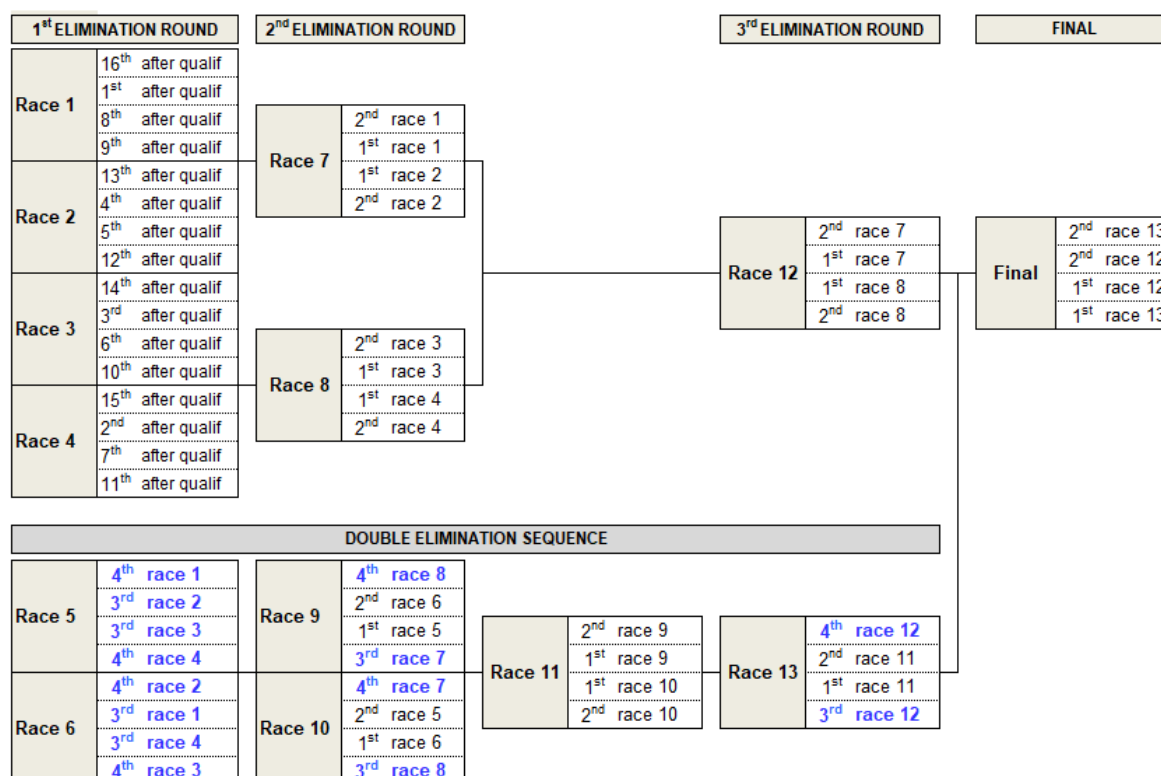 1st ELIMINATION ROUND
2nd ELIMINATION ROUND
3rd ELIMINATION ROUND
FINAL
Race 1
16th after qualif
1st after qualif
8th after qualif
9th after qualif
Race 2
13th after qualif
4th after qualif
5th after qualif
12th after qualif
Race 3
14th after qualif
3rd after qualif
6th after qualif
10th after qualif
Race 4
15th after qualif
2nd after qualif
7th after qualif
11th after qualif
Race 7
2nd race 1
1st race 1
1st race 2
2nd race 2
Race 8
2nd race 3
1st race 3
1st race 4
2nd race 4
Race 12
2nd race 7
1st race 7
1st race 8
2nd race 8
Final
2nd race 13
2nd race 12
1st race 12
1st race 13
DOUBLE ELIMINATION SEQUENCE
Race 5
4th race 1
3rd race 2
3rd race 3
4th race 4
Race 6
4th race 2
3rd race 1
3rd race 4
4th race 3
Race 9
4th race 8
2nd race 6
1st race 5
3rd race 7
Race 10
4th race 7
2nd race 5
1st race 6
3rd race 8
Race 11
2nd race 9
1st race 9
1st race 10
2nd race 10
Race 13
4th race 12
2nd race 11
1st race 11
3rd race 12